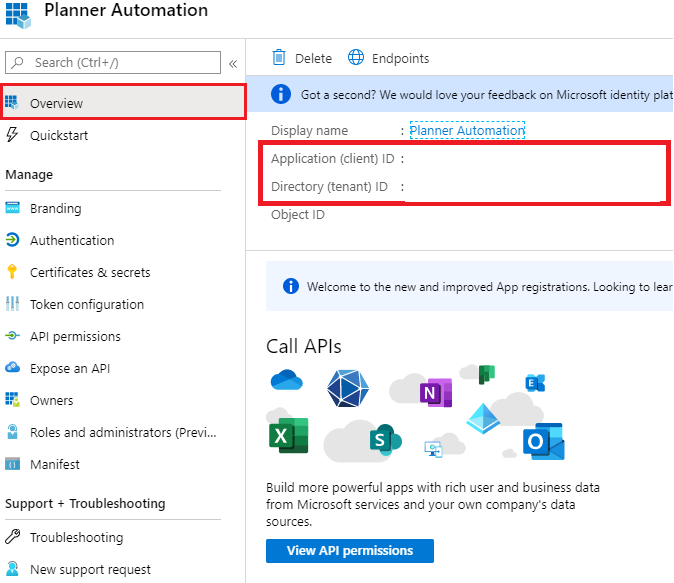 Planner Automation
Search (Ctrl+/)
«
Delete
Endpoints
Overview
Quickstart
Manage
Branding
Authentication
Certificates & secrets
Token configuration
API permissions
Expose an API
Owners
Roles and administrators (Previ...
Manifest
Support + Troubleshooting
Troubleshooting
New support request
Got a second? We would love your feedback on Microsoft identity plat
Display name : Planner Automation
Application (client) ID :
Directory (tenant) ID :
Object ID
Welcome to the new and improved App registrations. Looking to lear
Call APIs
N
E
X
S
O
Build more powerful apps with rich user and business data
from Microsoft services and your own company's data
sources.
View API permissions